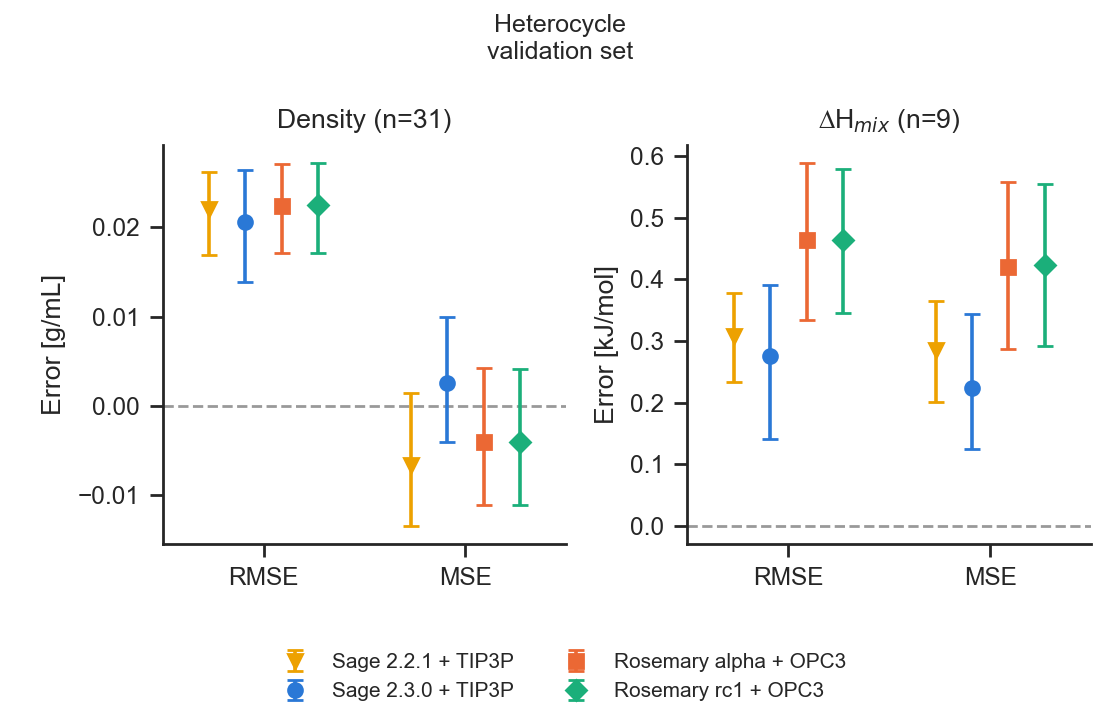 Heterocycle
validation set
Density (n=31)
ΔH_mix (n=9)
Error [g/mL]
0.02
0.01
0.00
−0.01
RMSE
MSE
Error [kJ/mol]
0.6
0.5
0.4
0.3
0.2
0.1
0.0
RMSE
MSE
Sage 2.2.1 + TIP3P
Sage 2.3.0 + TIP3P
Rosemary alpha + OPC3
Rosemary rc1 + OPC3